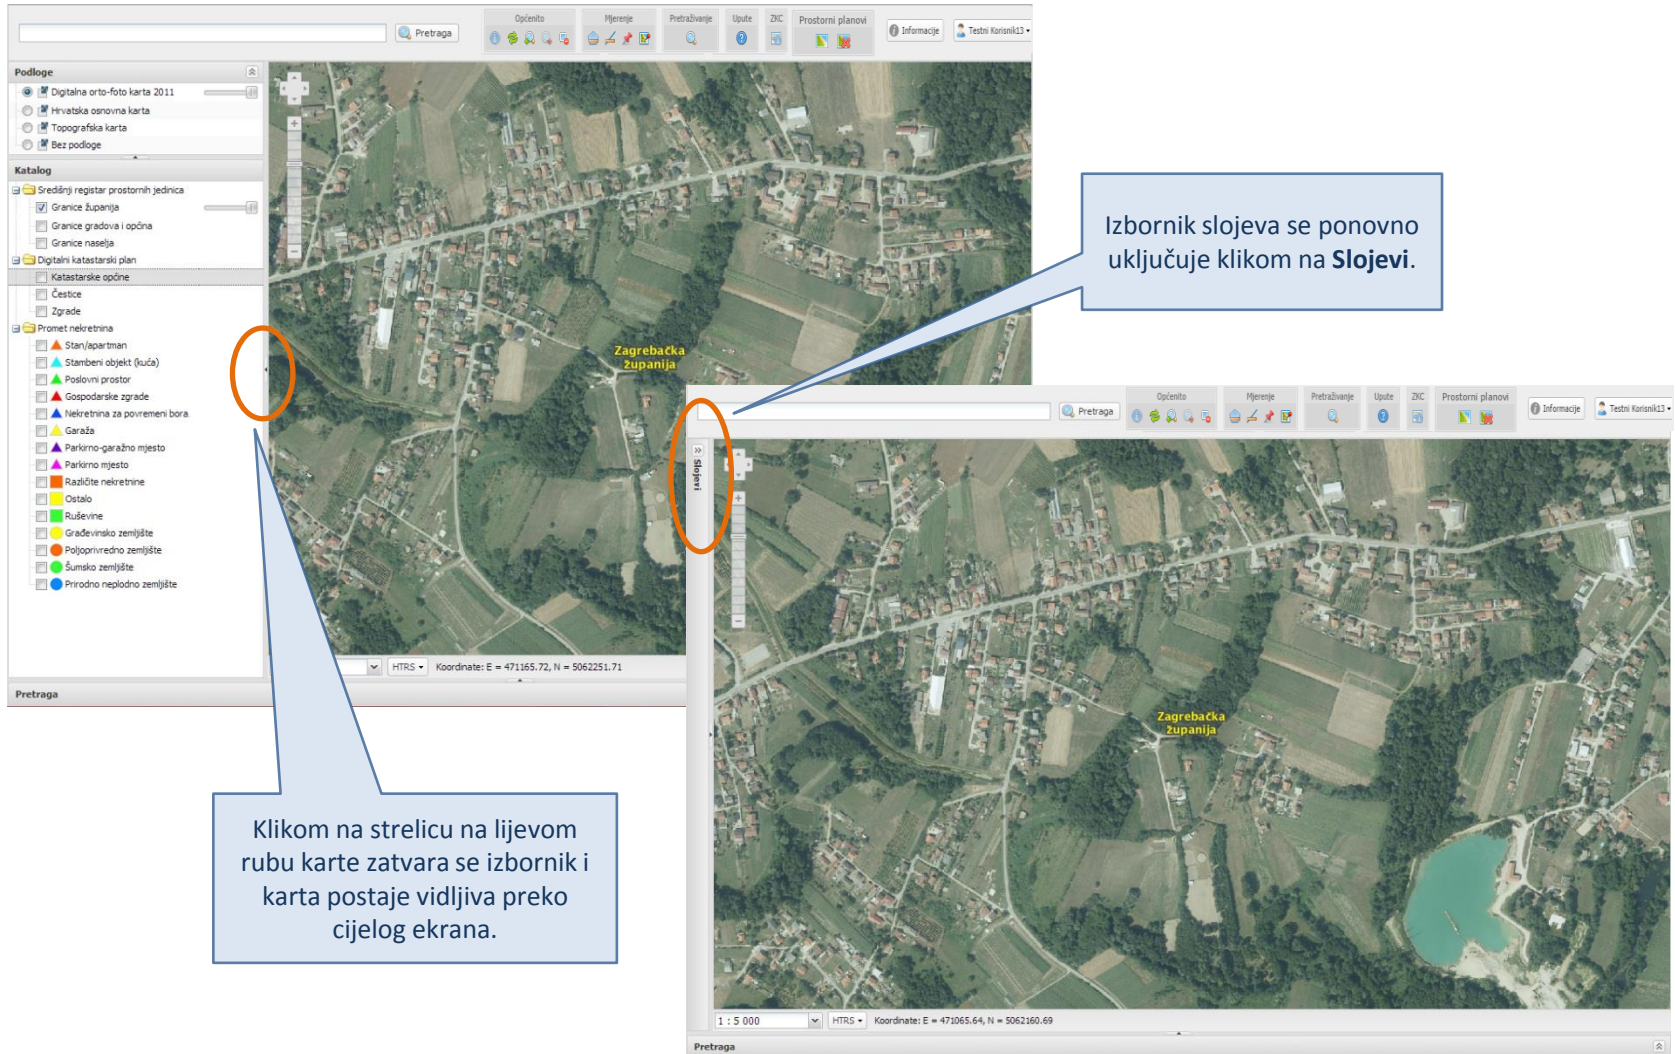 Pretraga
Općenito
Mjerenje
Pretraživanje
Upute
ZKC
Prostorni planovi
Informacije
Testni Korisnik13
Podloge
Digitalna orto-foto karta 2011
Hrvatska osnovna karta
Topografska karta
Bez podloge
Katalog
Središnji registar prostornih jedinica
Granice županija
Granice gradova i općina
Granice naselja
Digitalni katastarski plan
Katastarske općine
Čestice
Zgrade
Promet nekretnina
Stan/apartman
Stambeni objekt (kuća)
Poslovni prostor
Gospodarske zgrade
Nekretnina za povremeni bora
Garaža
Parkirno-garažno mjesto
Parkirno mjesto
Različite nekretnine
Ostalo
Ruševine
Građevinsko zemljište
Poljoprivredno zemljište
Šumsko zemljište
Prirodno neplodno zemljište
Zagrebačka
županija
HTRS
Koordinate: E = 471165.72, N = 5062251.71
Pretraga
Izbornik slojeva se ponovno
uključuje klikom na Slojevi.
Klikom na strelicu na lijevom
rubu karte zatvara se izbornik i
karta postaje vidljiva preko
cijelog ekrana.
Pretraga
Općenito
Mjerenje
Pretraživanje
Upute
ZKC
Prostorni planovi
Informacije
Testni Korisnik13
Slojevi
Zagrebačka
županija
1 : 5 000
HTRS
Koordinate: E = 471065.64, N = 5062160.69
Pretraga